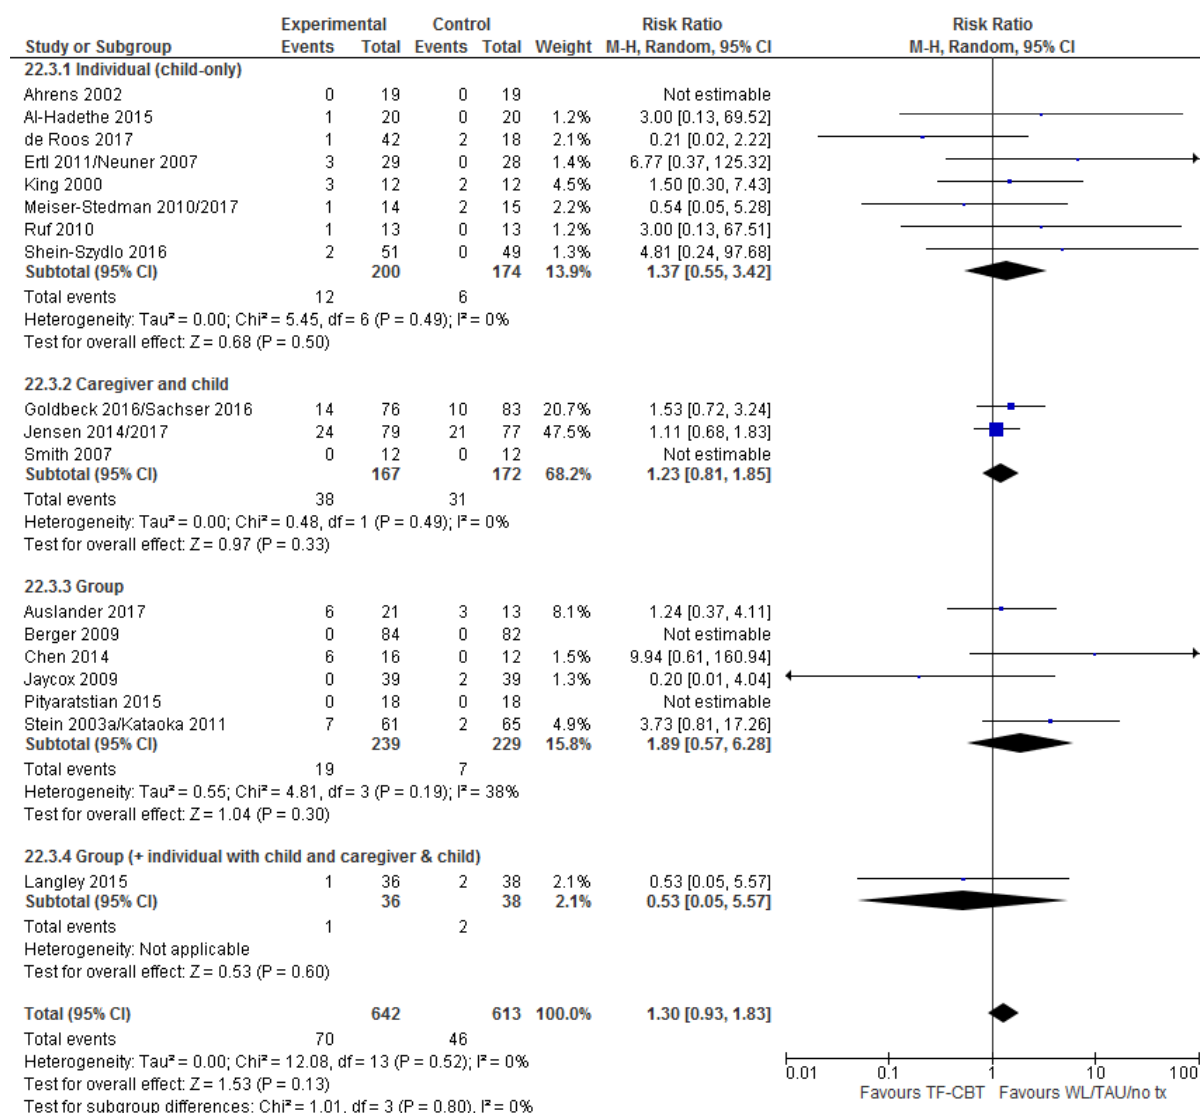 Experimental Control Risk Ratio Risk Ratio
Study or Subgroup Events Total Events Total Weight M-H, Random, 95% CI M-H, Random, 95% CI
22.3.1 Individual (child-only)
Ahrens 2002 0 19 0 19 Not estimable
Al-Hadethe 2015 1 20 0 20 1.2% 3.00 [0.13, 69.52]
de Roos 2017 1 42 2 18 2.1% 0.21 [0.02, 2.22]
Ertl 2011/Neuner 2007 3 29 0 28 1.4% 6.77 [0.37, 125.32]
King 2000 3 12 2 12 4.5% 1.50 [0.30, 7.43]
Meiser-Stedman 2010/2017 1 14 2 15 2.2% 0.54 [0.05, 5.28]
Ruf 2010 1 13 0 13 1.2% 3.00 [0.13, 67.51]
Shein-Szydlo 2016 2 51 0 49 1.3% 4.81 [0.24, 97.68]
Subtotal (95% CI) 200 174 13.9% 1.37 [0.55, 3.42]
Total events 12 6
Heterogeneity: Tau² = 0.00; Chi² = 5.45, df = 6 (P = 0.49); I² = 0%
Test for overall effect: Z = 0.68 (P = 0.50)
22.3.2 Caregiver and child
Goldbeck 2016/Sachser 2016 14 76 10 83 20.7% 1.53 [0.72, 3.24]
Jensen 2014/2017 24 79 21 77 47.5% 1.11 [0.68, 1.83]
Smith 2007 0 12 0 12 Not estimable
Subtotal (95% CI) 167 172 68.2% 1.23 [0.81, 1.85]
Total events 38 31
Heterogeneity: Tau² = 0.00; Chi² = 0.48, df = 1 (P = 0.49); I² = 0%
Test for overall effect: Z = 0.97 (P = 0.33)
22.3.3 Group
Auslander 2017 6 21 3 13 8.1% 1.24 [0.37, 4.11]
Berger 2009 0 84 0 82 Not estimable
Chen 2014 6 16 0 12 1.5% 9.94 [0.61, 160.94]
Jaycox 2009 0 39 2 39 1.3% 0.20 [0.01, 4.04]
Pityaratstian 2015 0 18 0 18 Not estimable
Stein 2003a/Kataoka 2011 7 61 2 65 4.9% 3.73 [0.81, 17.26]
Subtotal (95% CI) 239 229 15.8% 1.89 [0.57, 6.28]
Total events 19 7
Heterogeneity: Tau² = 0.55; Chi² = 4.81, df = 3 (P = 0.19); I² = 38%
Test for overall effect: Z = 1.04 (P = 0.30)
22.3.4 Group (+ individual with child and caregiver & child)
Langley 2015 1 36 2 38 2.1% 0.53 [0.05, 5.57]
Subtotal (95% CI) 36 38 2.1% 0.53 [0.05, 5.57]
Total events 1 2
Heterogeneity: Not applicable
Test for overall effect: Z = 0.53 (P = 0.60)
Total (95% CI) 642 613 100.0% 1.30 [0.93, 1.83]
Total events 70 46
Heterogeneity: Tau² = 0.00; Chi² = 12.08, df = 13 (P = 0.52); I² = 0%
Test for overall effect: Z = 1.53 (P = 0.13)
Test for subgroup differences: Chi² = 1.01, df = 3 (P = 0.80), I² = 0%
0.01 0.1 1 10 100
Favours TF-CBT Favours WL/TAU/no tx